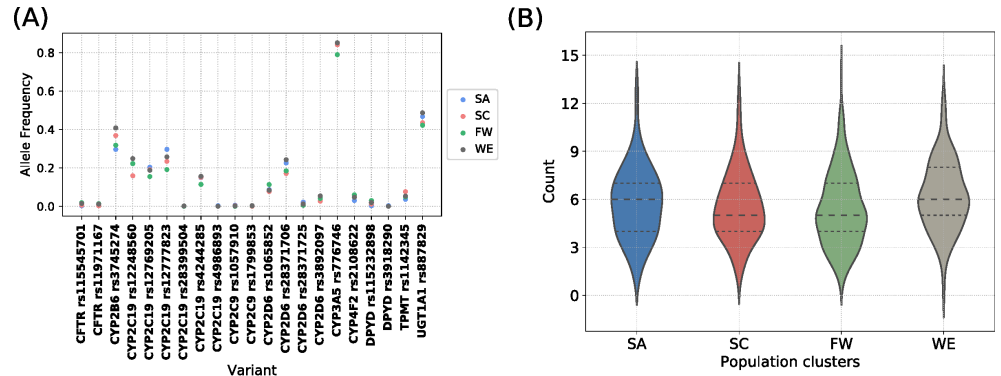 (A)
Allele Frequency
0.8
0.6
0.4
0.2
0.0
CFTR rs115545701
CFTR rs11971167
CYP2B6 rs3745274
CYP2C19 rs12248560
CYP2C19 rs12769205
CYP2C19 rs12777823
CYP2C19 rs28399504
CYP2C19 rs4244285
CYP2C19 rs4986893
CYP2C9 rs1057910
CYP2C9 rs1799853
CYP2D6 rs1065852
CYP2D6 rs28371706
CYP2D6 rs28371725
CYP2D6 rs3892097
CYP3A5 rs776746
CYP4F2 rs2108622
DPYD rs115232898
DPYD rs3918290
TPMT rs1142345
UGT1A1 rs887829
Variant
SA
SC
FW
WE
(B)
Count
15
12
9
6
3
0
SA SC FW WE
Population clusters